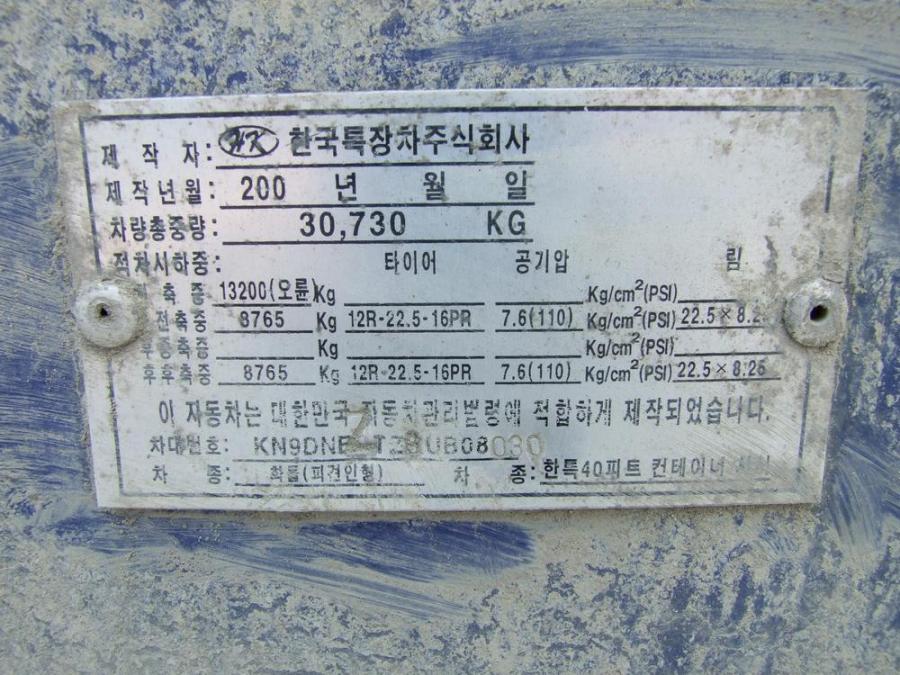 제 작 자: HK 한국특장차주식회사
제작년월: 200 년 월 일
차량총중량: 30,730 KG
적차시하중: 타이어 공기압 림
축중 13200(오륜)Kg Kg/cm²(PSI)
전축중 8765 Kg 12R-22.5-16PR 7.6(110) Kg/cm²(PSI) 22.5×8.25
후중축중 Kg Kg/cm²(PSI)
후후축중 8765 Kg 12R-22.5-16PR 7.6(110) Kg/cm²(PSI) 22.5×8.25
이 자동차는 대한민국 자동차관리법령에 적합하게 제작되었습니다.
차대번호:
차 종: 화물(피견인형) 차 종: 한특40피트 컨테이너